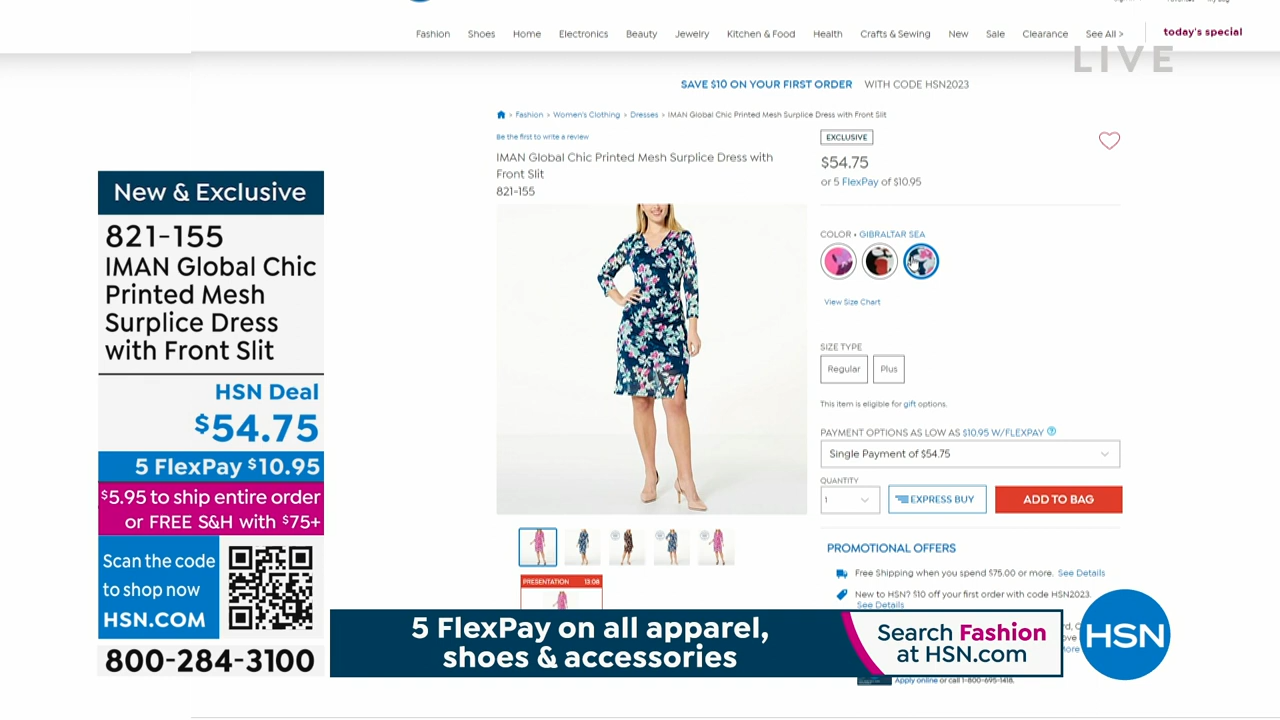 Fashion Shoes Home Electronics Beauty Jewelry Kitchen & Food Health Crafts & Sewing New Sale Clearance See All > today's special
LIVE
SAVE $10 ON YOUR FIRST ORDER WITH CODE HSN2023
> Fashion > Women's Clothing > Dresses > IMAN Global Chic Printed Mesh Surplice Dress with Front Slit
Be the first to write a review
IMAN Global Chic Printed Mesh Surplice Dress with
Front Slit
821-155
EXCLUSIVE
$54.75
or 5 FlexPay of $10.95
COLOR • GIBRALTAR SEA
View Size Chart
SIZE TYPE
Regular Plus
This item is eligible for gift options.
PAYMENT OPTIONS AS LOW AS $10.95 W/FLEXPAY ?
Single Payment of $54.75
QUANTITY
1
EXPRESS BUY
ADD TO BAG
PROMOTIONAL OFFERS
Free Shipping when you spend $75.00 or more. See Details
New to HSN? $10 off your first order with code HSN2023.
See Details
Apply online or call 1-800-695-1418.
PRESENTATION 13:08
New & Exclusive
821-155
IMAN Global Chic
Printed Mesh
Surplice Dress
with Front Slit
HSN Deal
$54.75
5 FlexPay $10.95
$5.95 to ship entire order
or FREE S&H with $75+
Scan the code
to shop now
HSN.COM
800-284-3100
5 FlexPay on all apparel,
shoes & accessories
Search Fashion
at HSN.com
HSN